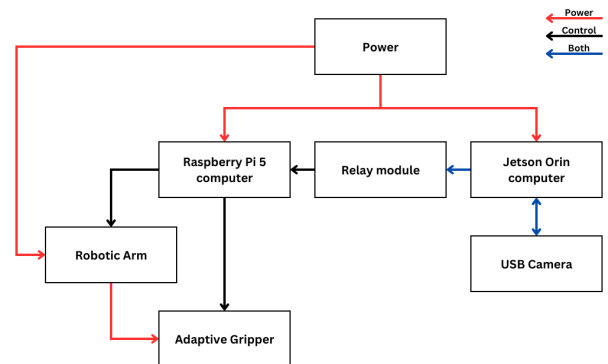 Power
Control
Both
Power
Raspberry Pi 5
computer
Relay module
Jetson Orin
computer
Robotic Arm
USB Camera
Adaptive Gripper